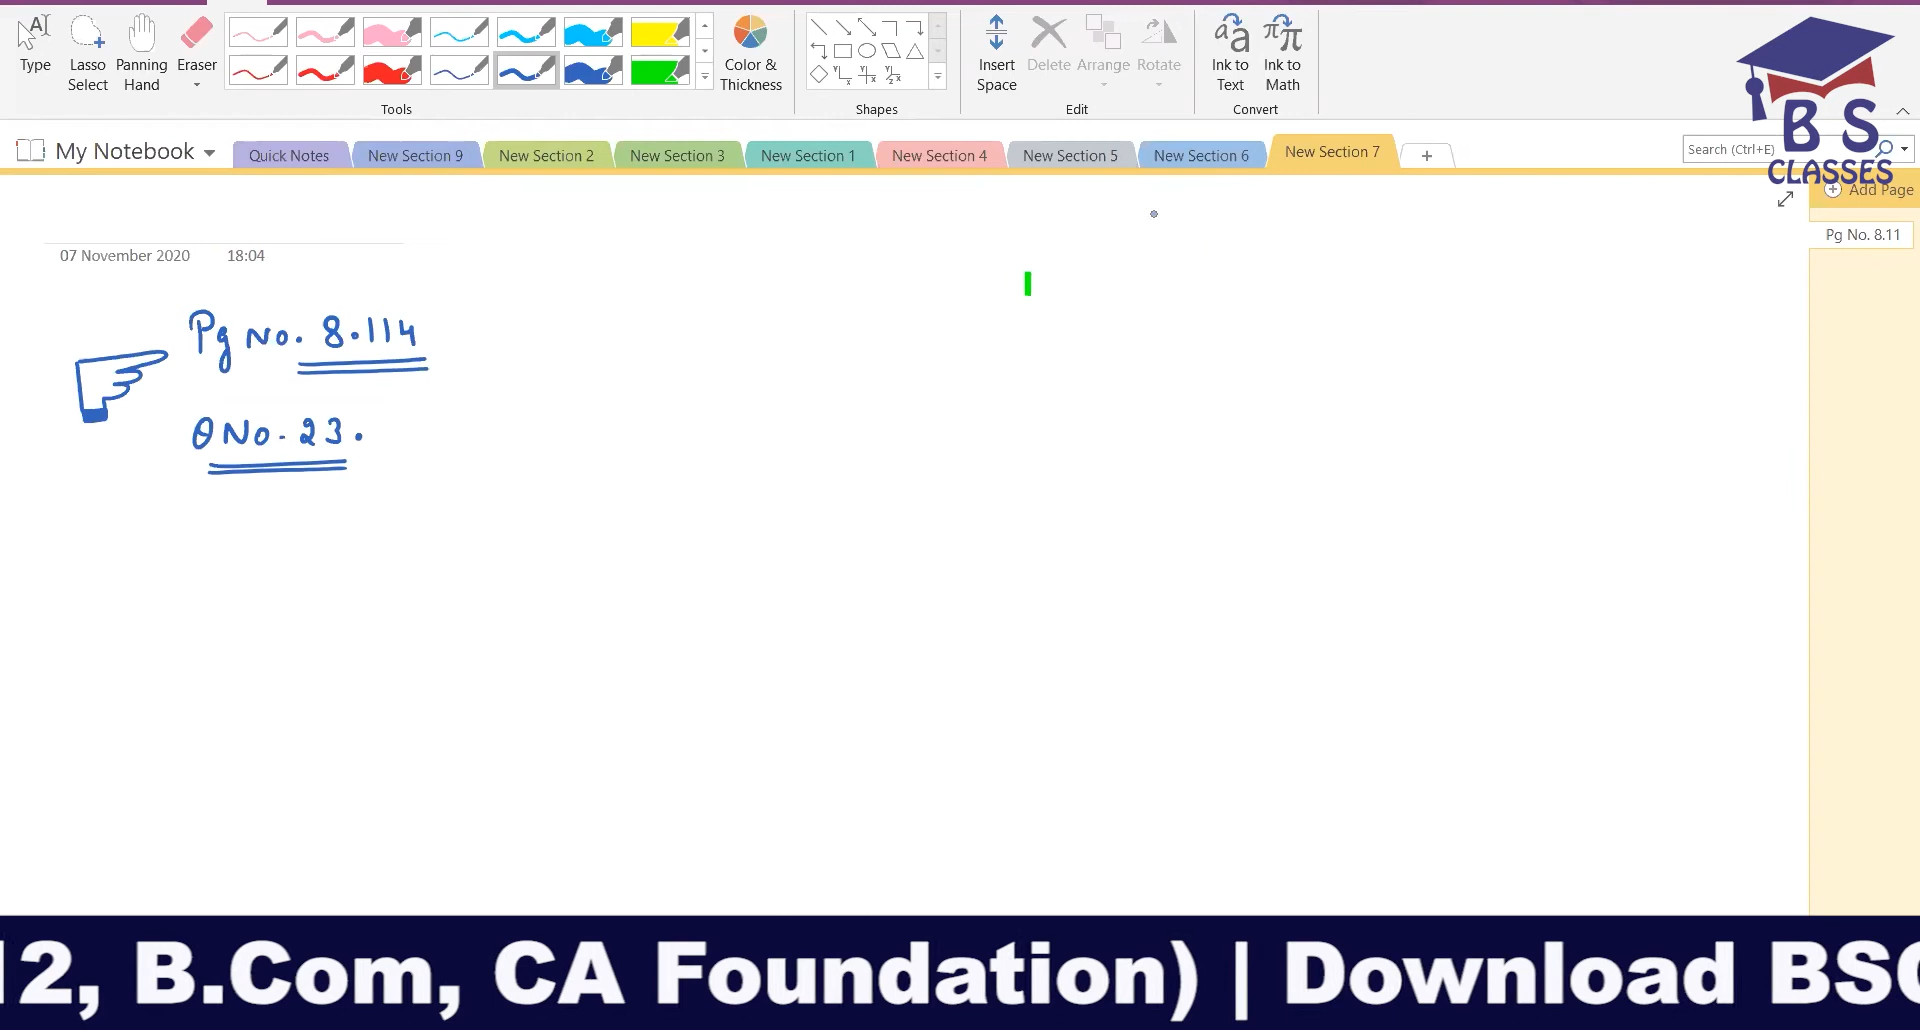 Type
Lasso Select
Panning Hand
Eraser
Color & Thickness
Insert Space
Delete
Arrange
Rotate
Ink to Text
Ink to Math
Tools
Shapes
Edit
Convert
B S
CLASSES
My Notebook
Quick Notes
New Section 9
New Section 2
New Section 3
New Section 1
New Section 4
New Section 5
New Section 6
New Section 7
Search (Ctrl+E)
Add Page
Pg No. 8.11
07 November 2020 18:04
Pg No. 8.114
Q No. 23.
12, B.Com, CA Foundation) | Download BSC